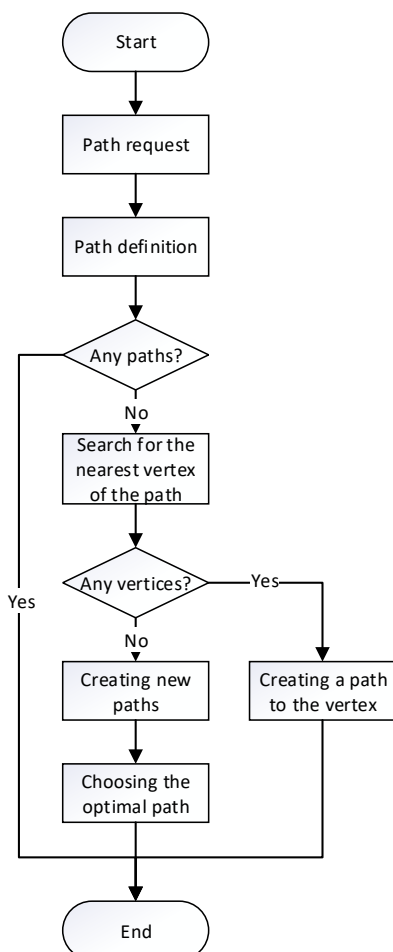 Start
Path request
Path definition
Any paths?
No
Search for the
nearest vertex
of the path
Any vertices?
Yes
Yes
No
Creating new
paths
Creating a path
to the vertex
Choosing the
optimal path
End